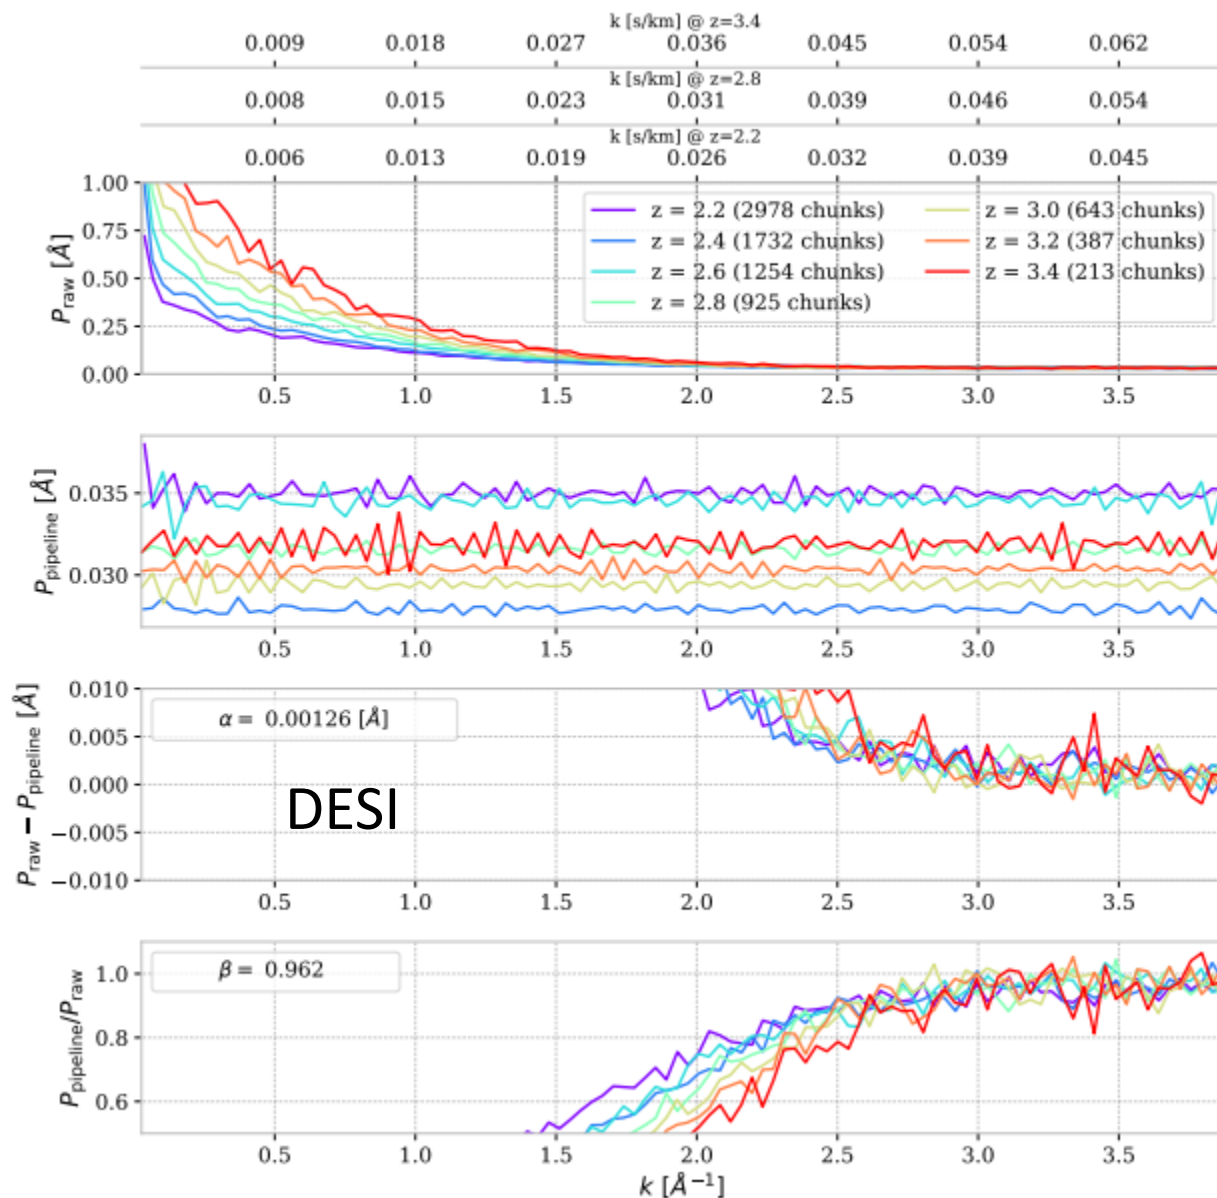 k [s/km] @ z=3.4
0.009 0.018 0.027 0.036 0.045 0.054 0.062
k [s/km] @ z=2.8
0.008 0.015 0.023 0.031 0.039 0.046 0.054
k [s/km] @ z=2.2
0.006 0.013 0.019 0.026 0.032 0.039 0.045
P_raw [Å]
1.00
0.75
0.50
0.25
0.00
z = 2.2 (2978 chunks)
z = 2.4 (1732 chunks)
z = 2.6 (1254 chunks)
z = 2.8 (925 chunks)
z = 3.0 (643 chunks)
z = 3.2 (387 chunks)
z = 3.4 (213 chunks)
0.5 1.0 1.5 2.0 2.5 3.0 3.5
P_pipeline [Å]
0.035
0.030
0.5 1.0 1.5 2.0 2.5 3.0 3.5
P_raw − P_pipeline [Å]
0.010
0.005
0.000
−0.005
−0.010
α = 0.00126 [Å]
DESI
0.5 1.0 1.5 2.0 2.5 3.0 3.5
P_pipeline/P_raw
1.0
0.8
0.6
β = 0.962
0.5 1.0 1.5 2.0 2.5 3.0 3.5
k [Å⁻¹]